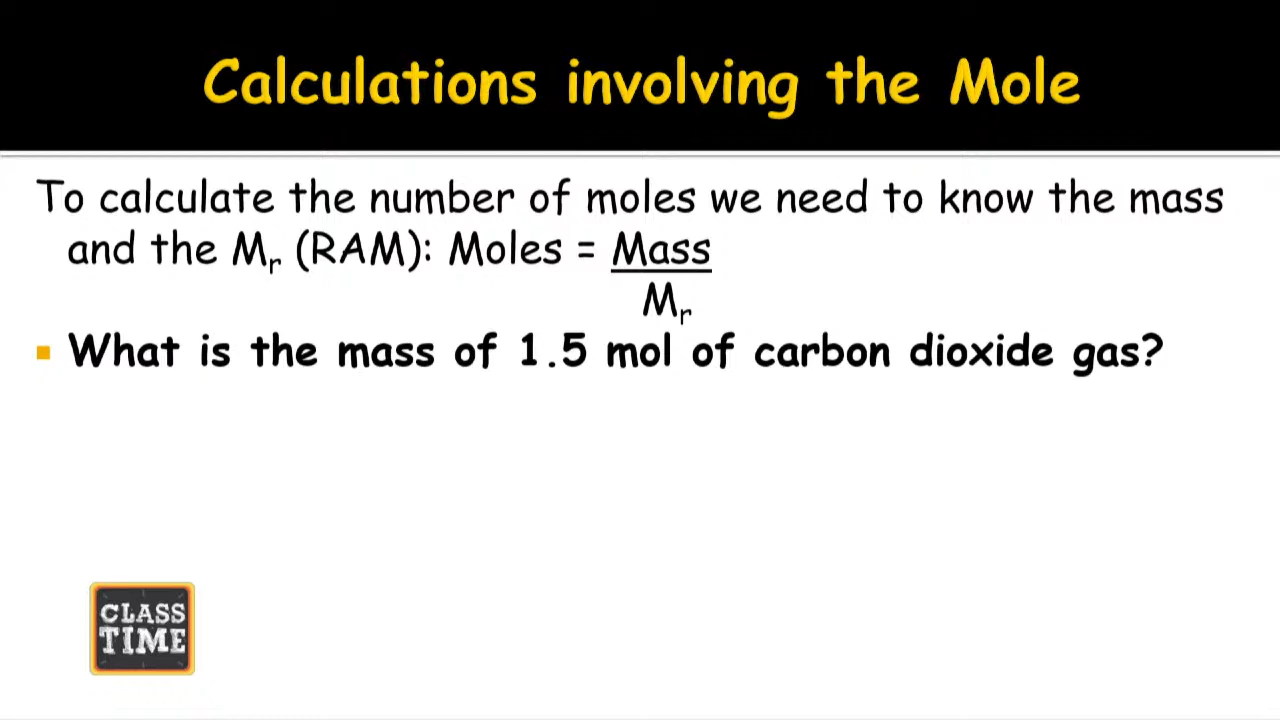 Calculations involving the Mole
To calculate the number of moles we need to know the mass
and the Mᵣ (RAM): Moles = Mass
Mᵣ
▪ What is the mass of 1.5 mol of carbon dioxide gas?
CLASS
TIME